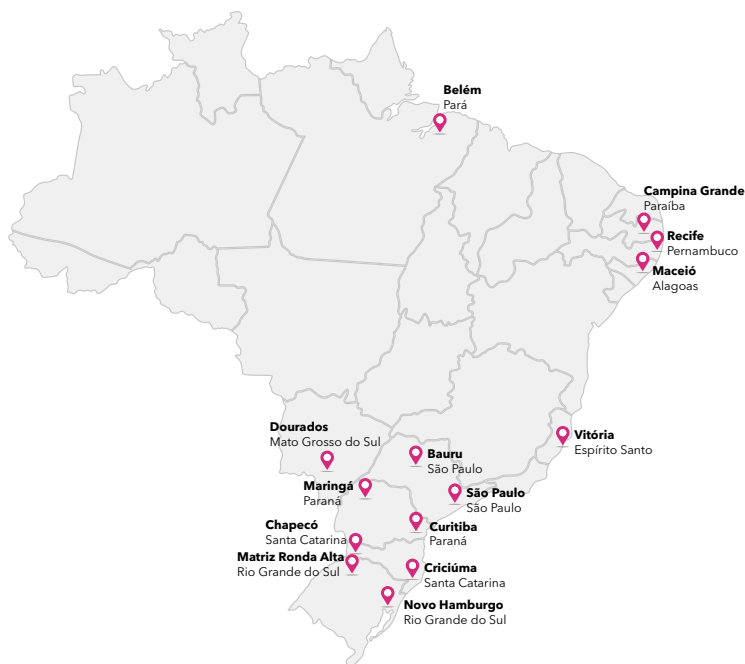 Belém
Pará
Campina Grande
Paraíba
Recife
Pernambuco
Maceió
Alagoas
Vitória
Espírito Santo
Dourados
Mato Grosso do Sul
Bauru
São Paulo
Maringá
Paraná
São Paulo
São Paulo
Curitiba
Paraná
Chapecó
Santa Catarina
Matriz Ronda Alta
Rio Grande do Sul
Criciúma
Santa Catarina
Novo Hamburgo
Rio Grande do Sul